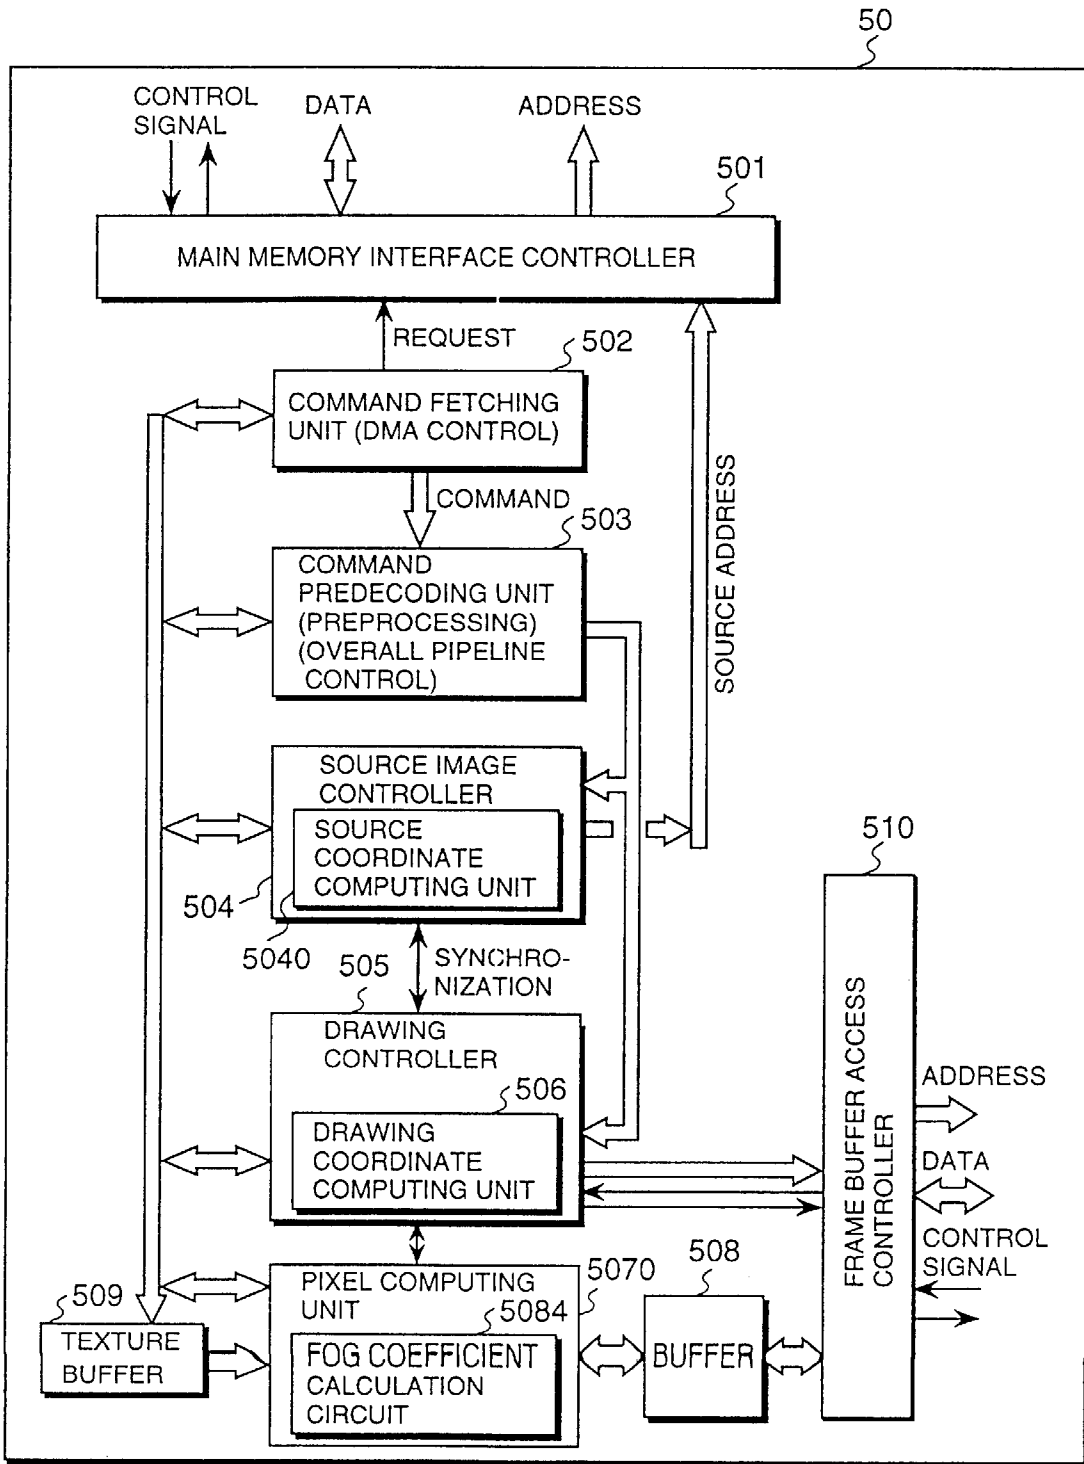 50
CONTROL
SIGNAL
DATA
ADDRESS
501
MAIN MEMORY INTERFACE CONTROLLER
REQUEST
502
COMMAND FETCHING
UNIT (DMA CONTROL)
COMMAND
503
COMMAND
PREDECODING UNIT
(PREPROCESSING)
(OVERALL PIPELINE
CONTROL)
SOURCE ADDRESS
SOURCE IMAGE
CONTROLLER
SOURCE
COORDINATE
COMPUTING UNIT
504
5040
SYNCHRO-
NIZATION
505
DRAWING
CONTROLLER
506
DRAWING
COORDINATE
COMPUTING UNIT
510
FRAME BUFFER ACCESS
CONTROLLER
ADDRESS
DATA
CONTROL
SIGNAL
509
TEXTURE
BUFFER
PIXEL COMPUTING
UNIT
5070
5084
FOG COEFFICIENT
CALCULATION
CIRCUIT
508
BUFFER